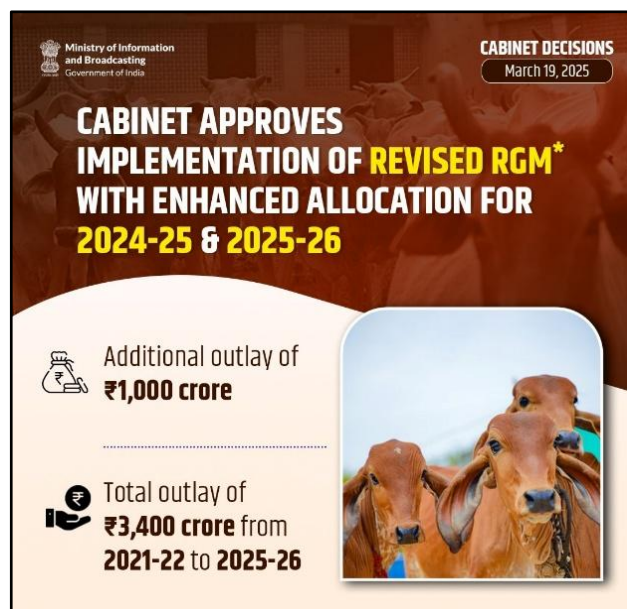 Ministry of Information
and Broadcasting
Government of India
CABINET DECISIONS
March 19, 2025
CABINET APPROVES
IMPLEMENTATION OF REVISED RGM*
WITH ENHANCED ALLOCATION FOR
2024-25 & 2025-26
Additional outlay of
₹1,000 crore
Total outlay of
₹3,400 crore from
2021-22 to 2025-26